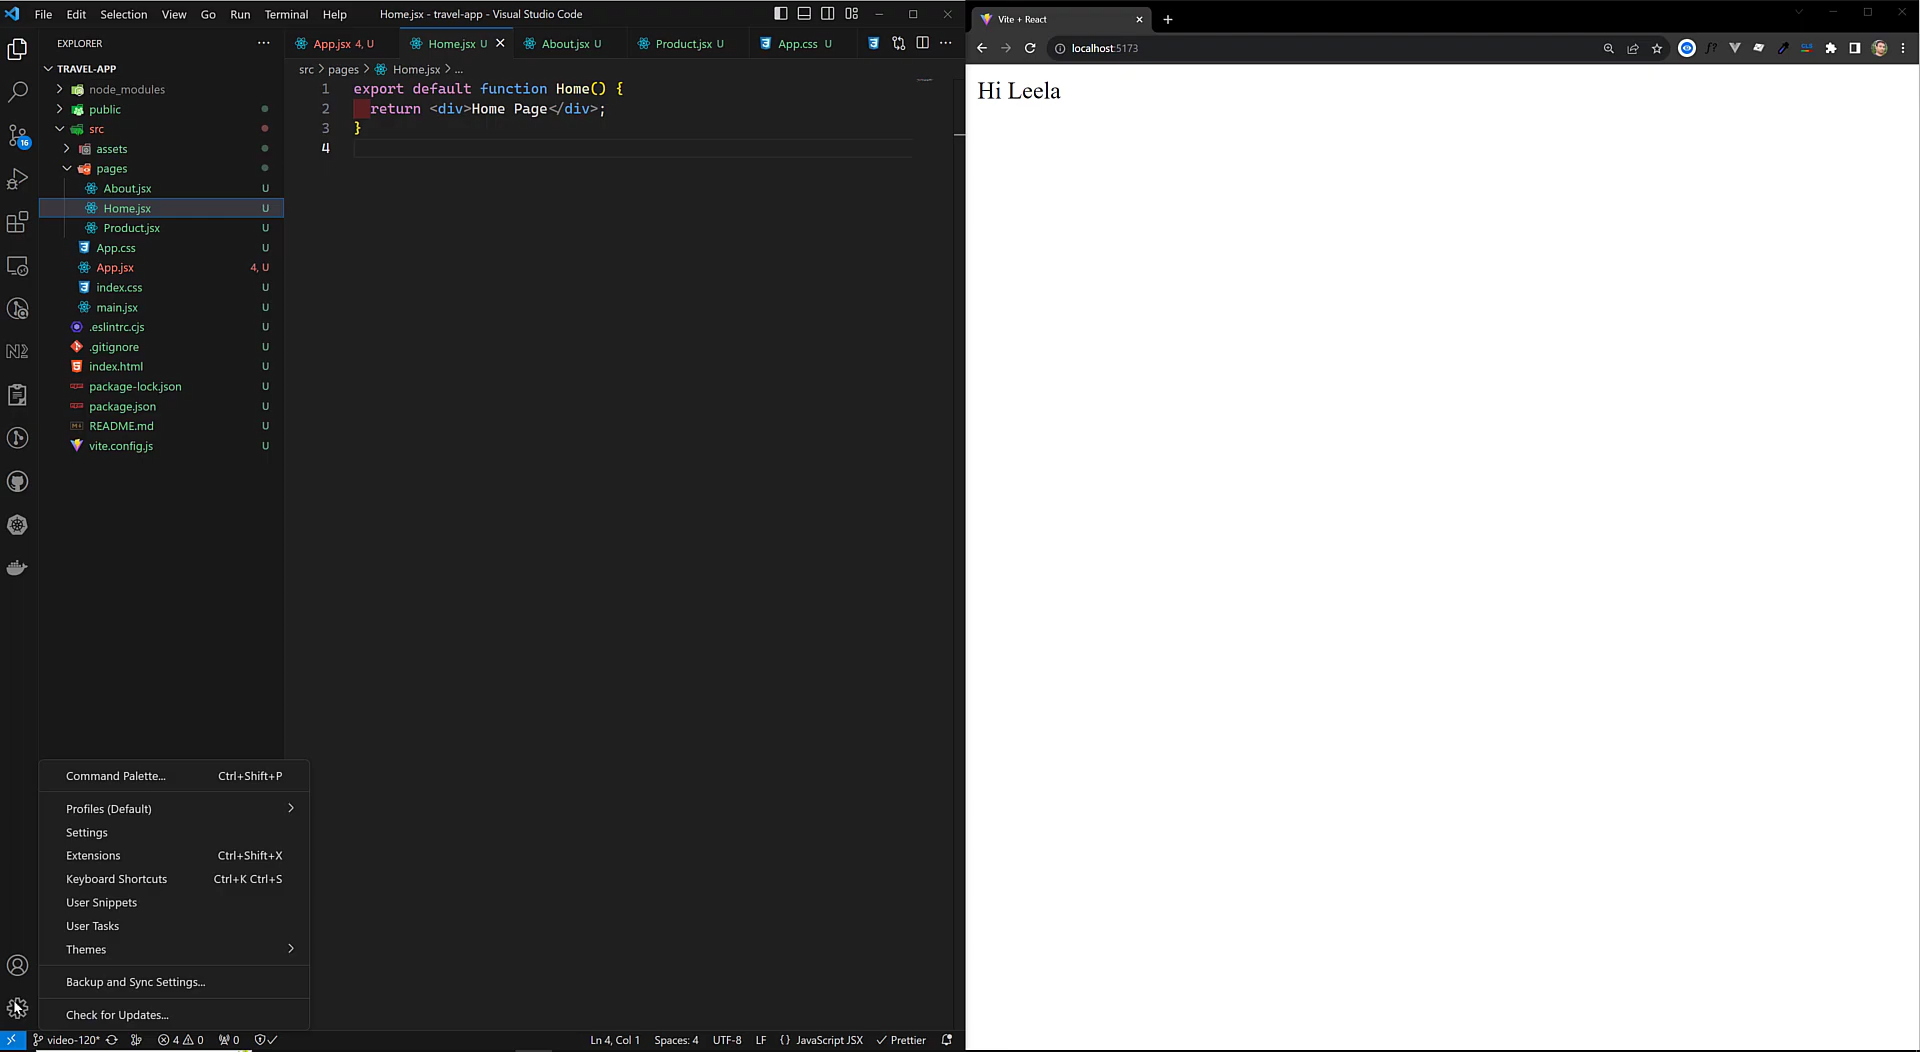 File Edit Selection View Go Run Terminal Help Home.jsx - travel-app - Visual Studio Code
EXPLORER
TRAVEL-APP
node_modules
public
src
assets
pages
About.jsx U
Home.jsx U
Product.jsx U
App.css U
App.jsx 4, U
index.css U
main.jsx U
.eslintrc.cjs U
.gitignore U
index.html U
package-lock.json U
package.json U
README.md U
vite.config.js U
App.jsx 4, U Home.jsx U About.jsx U Product.jsx U App.css U
src > pages > Home.jsx > ...
1 export default function Home() {
2 return <div>Home Page</div>;
3 }
4
16
Command Palette... Ctrl+Shift+P
Profiles (Default)
Settings
Extensions Ctrl+Shift+X
Keyboard Shortcuts Ctrl+K Ctrl+S
User Snippets
User Tasks
Themes
Backup and Sync Settings...
Check for Updates...
video-120* 4 0 0 Ln 4, Col 1 Spaces: 4 UTF-8 LF {} JavaScript JSX Prettier
Vite + React
localhost:5173
Hi Leela